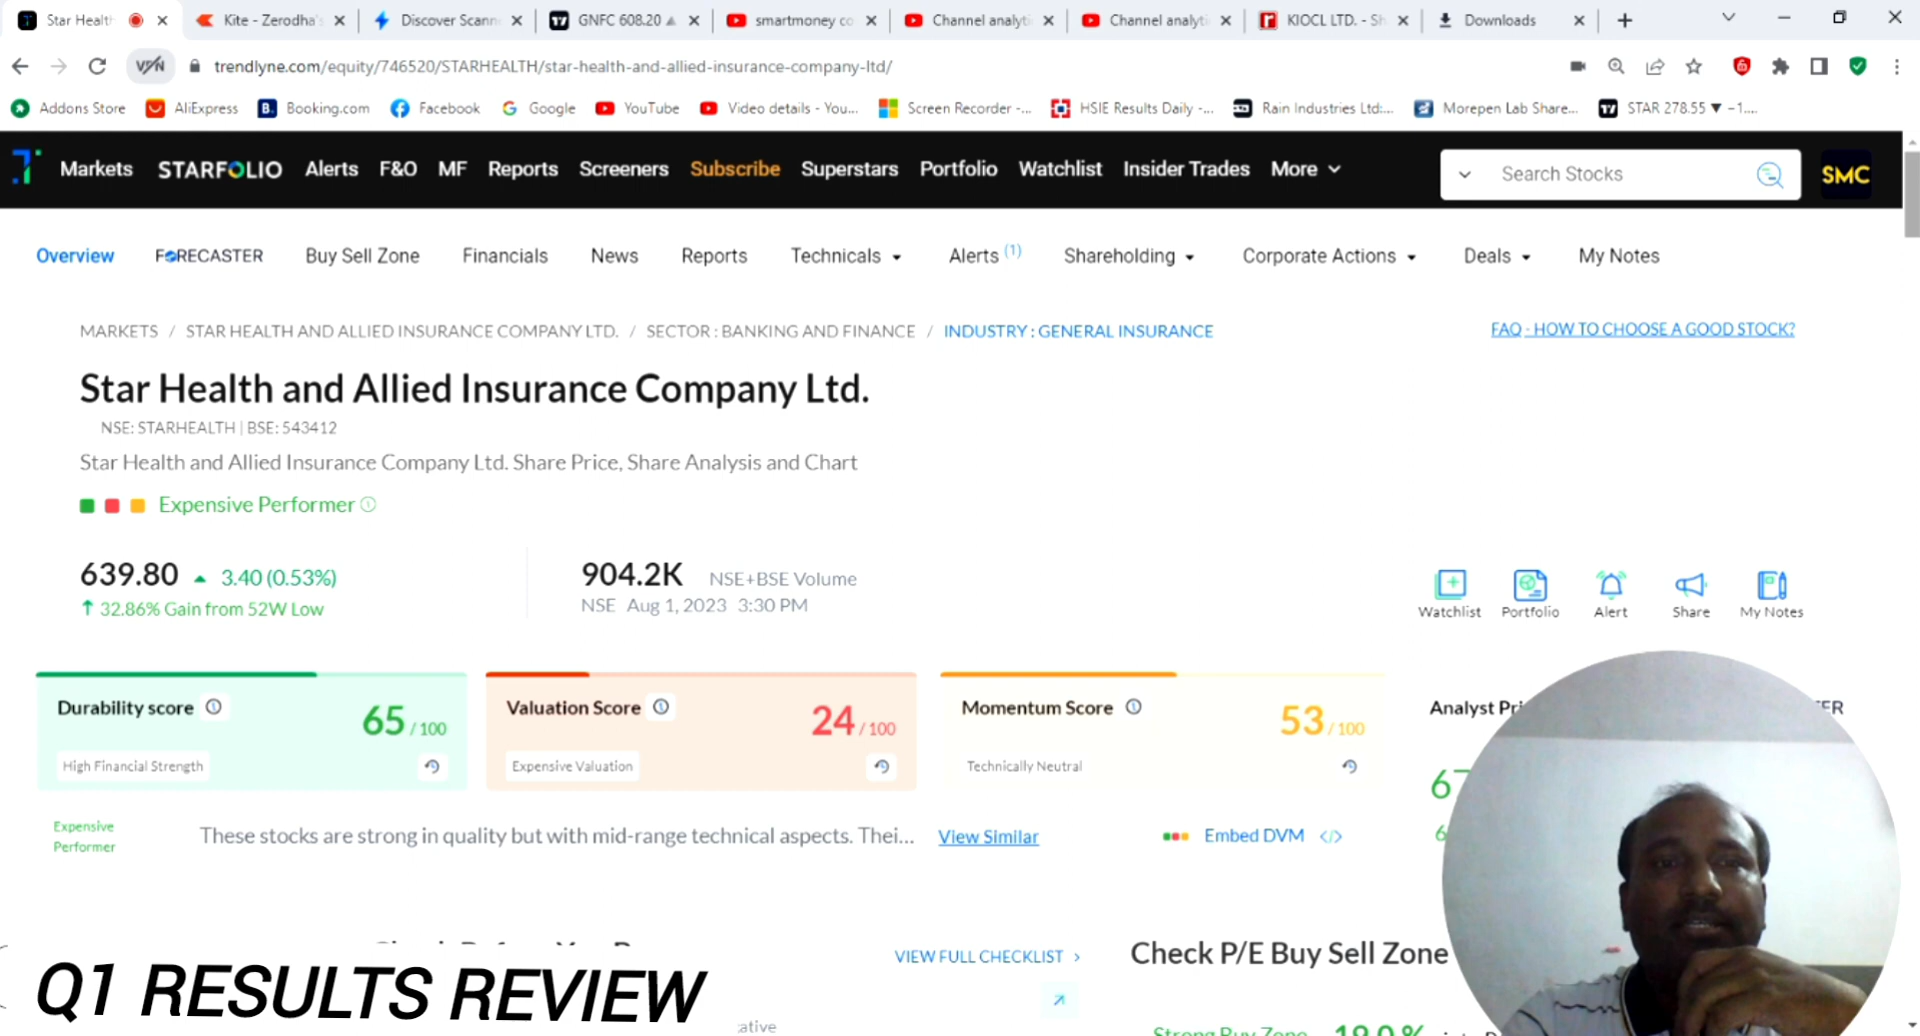 Star Health
Kite - Zerodha's
Discover Scann
GNFC 608.20
smartmoney co
Channel analyti
Channel analyti
KIOCL LTD. - Sh
Downloads
VPN
trendlyne.com/equity/746520/STARHEALTH/star-health-and-allied-insurance-company-ltd/
Addons Store
AliExpress
Booking.com
Facebook
Google
YouTube
Video details - You...
Screen Recorder -...
HSIE Results Daily -...
Rain Industries Ltd:...
Morepen Lab Share...
STAR 278.55 ▼ −1....
Markets STARFOLIO Alerts F&O MF Reports Screeners Subscribe Superstars Portfolio Watchlist Insider Trades More
Search Stocks
SMC
Overview FORECASTER Buy Sell Zone Financials News Reports Technicals Alerts (1) Shareholding Corporate Actions Deals My Notes
MARKETS / STAR HEALTH AND ALLIED INSURANCE COMPANY LTD. / SECTOR : BANKING AND FINANCE / INDUSTRY : GENERAL INSURANCE
FAQ - HOW TO CHOOSE A GOOD STOCK?
Star Health and Allied Insurance Company Ltd.
NSE: STARHEALTH | BSE: 543412
Star Health and Allied Insurance Company Ltd. Share Price, Share Analysis and Chart
Expensive Performer
639.80 3.40 (0.53%)
32.86% Gain from 52W Low
904.2K NSE+BSE Volume
NSE Aug 1, 2023 3:30 PM
Watchlist Portfolio Alert Share My Notes
Durability score
65 / 100
High Financial Strength
Valuation Score
24 / 100
Expensive Valuation
Momentum Score
53 / 100
Technically Neutral
Analyst Pri
ER
Expensive
Performer
These stocks are strong in quality but with mid-range technical aspects. Thei...
View Similar
Embed DVM </>
VIEW FULL CHECKLIST >
Check P/E Buy Sell Zone
Q1 RESULTS REVIEW
ative